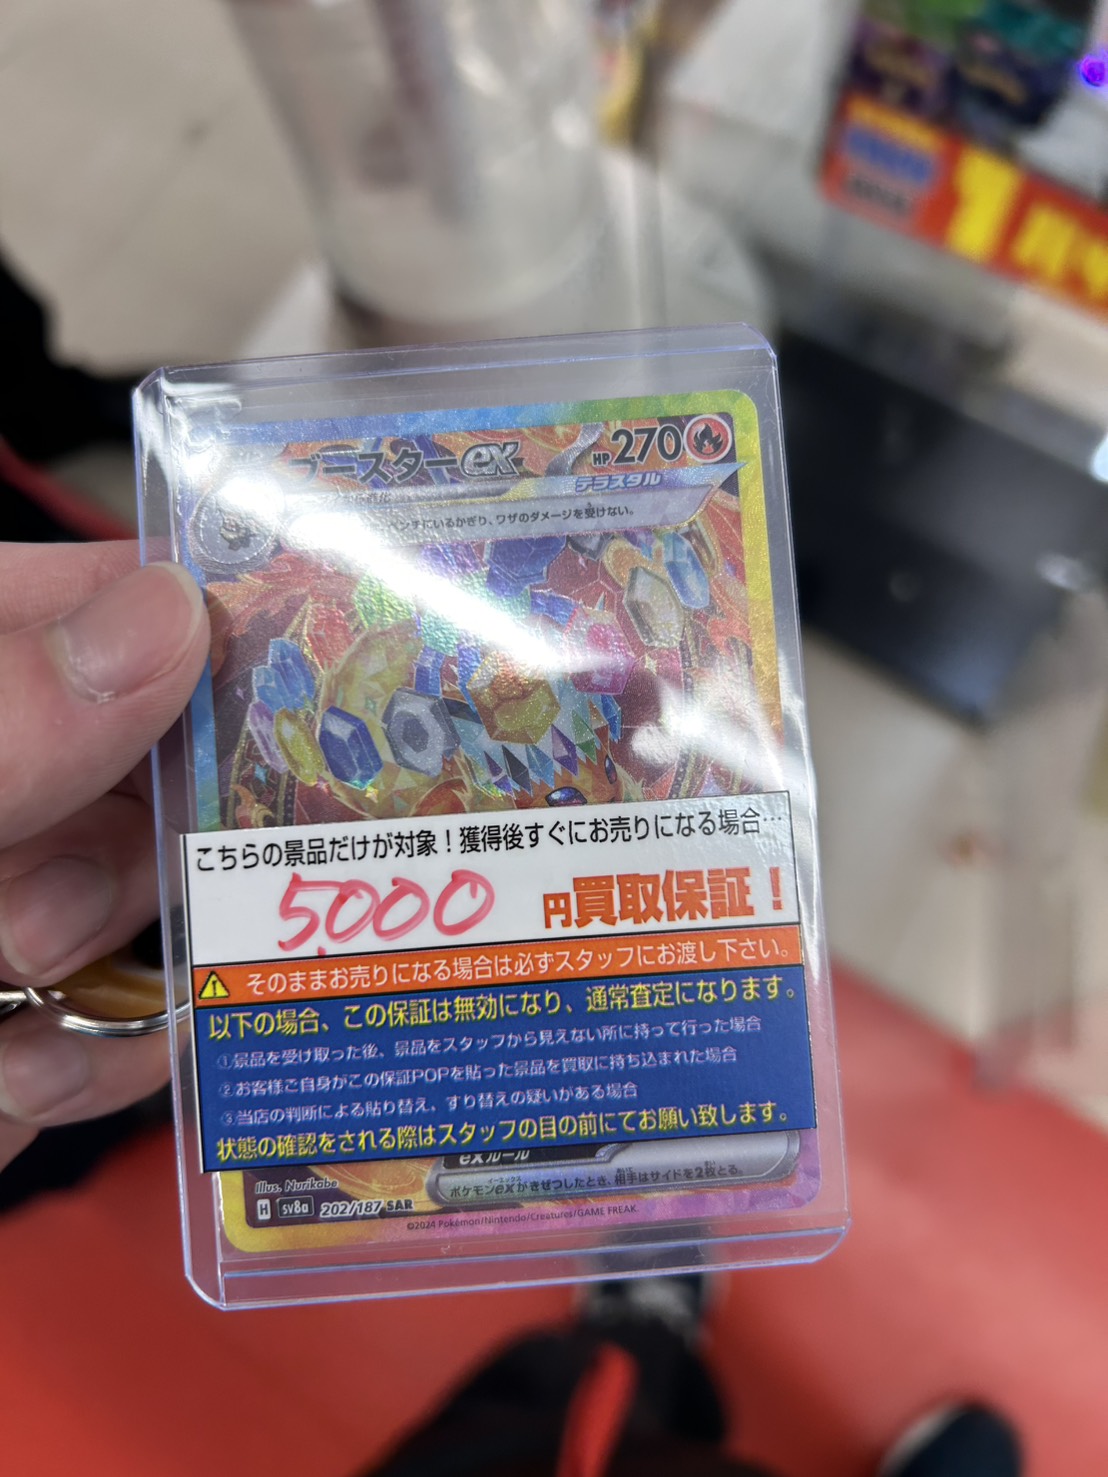 ブースターex HP270
テラスタル
ベンチにいるかぎり、ワザのダメージを受けない。
こちらの景品だけが対象！獲得後すぐにお売りになる場合…
5,000 円買取保証！
そのままお売りになる場合は必ずスタッフにお渡し下さい。
以下の場合、この保証は無効になり、通常査定になります。
①景品を受け取った後、景品をスタッフから見えない所に持って行った場合
②お客様ご自身がこの保証POPを貼った景品を買取に持ち込まれた場合
③当店の判断による貼り替え、すり替えの疑いがある場合
状態の確認をされる際はスタッフの目の前にてお願い致します。
exルール
ポケモンexがきぜつしたとき、相手はサイドを2枚とる。
Illus. Nurikabe
H sv8a 202/187 SAR
©2024 Pokémon/Nintendo/Creatures/GAME FREAK.